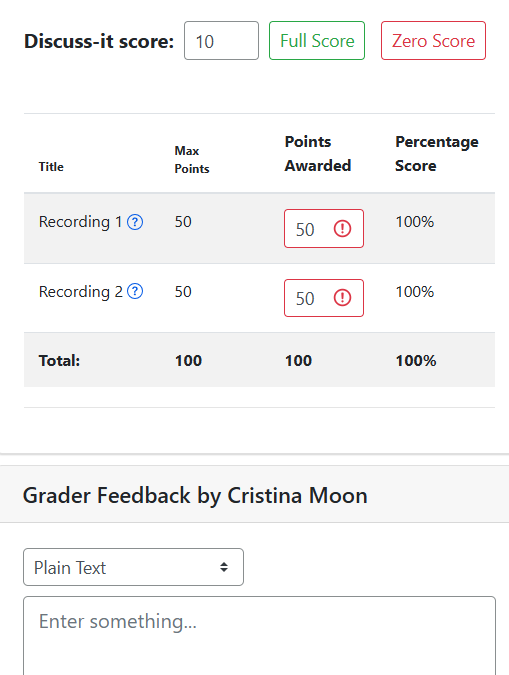 Discuss-it score: 10 Full Score Zero Score
Title Max Points Points Awarded Percentage Score
Recording 1 ? 50 50 ! 100%
Recording 2 ? 50 50 ! 100%
Total: 100 100 100%
Grader Feedback by Cristina Moon
Plain Text
Enter something...